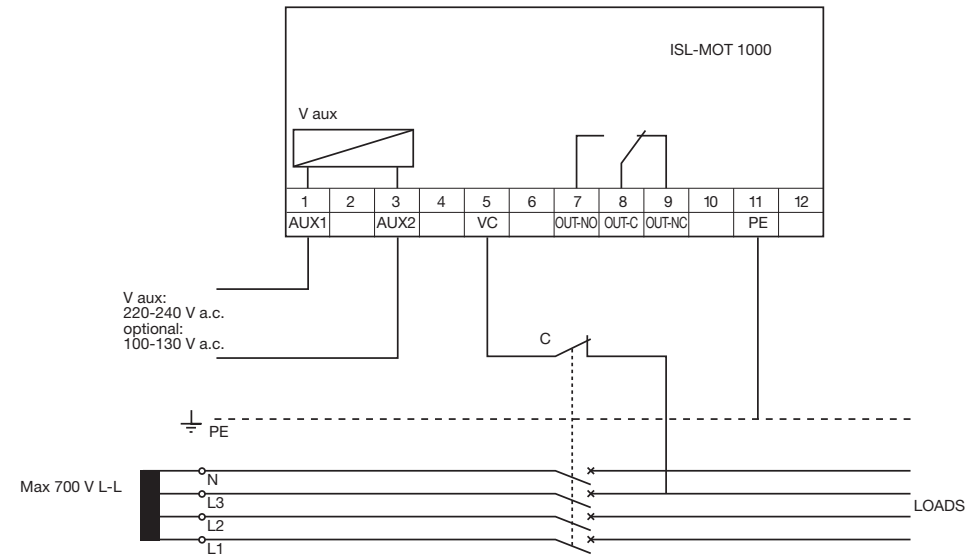 ISL-MOT 1000
V aux
1 2 3 4 5 6 7 8 9 10 11 12
AUX1 AUX2 VC OUT-NO OUT-C OUT-NC PE
V aux:
220-240 V a.c.
optional:
100-130 V a.c.
C
PE
Max 700 V L-L
N
L3
L2
L1
LOADS